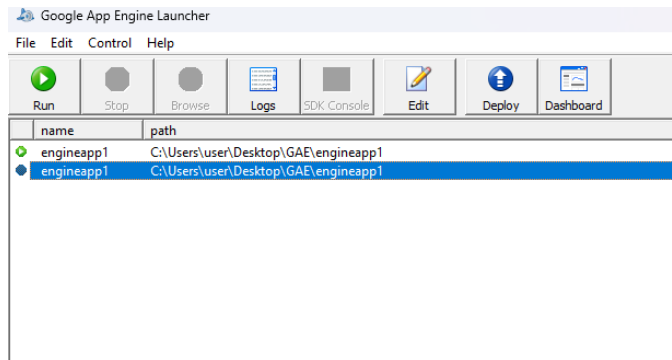 Google App Engine Launcher
File Edit Control Help
Run Stop Browse Logs SDK Console Edit Deploy Dashboard
name path
engineapp1 C:\Users\user\Desktop\GAE\engineapp1
engineapp1 C:\Users\user\Desktop\GAE\engineapp1